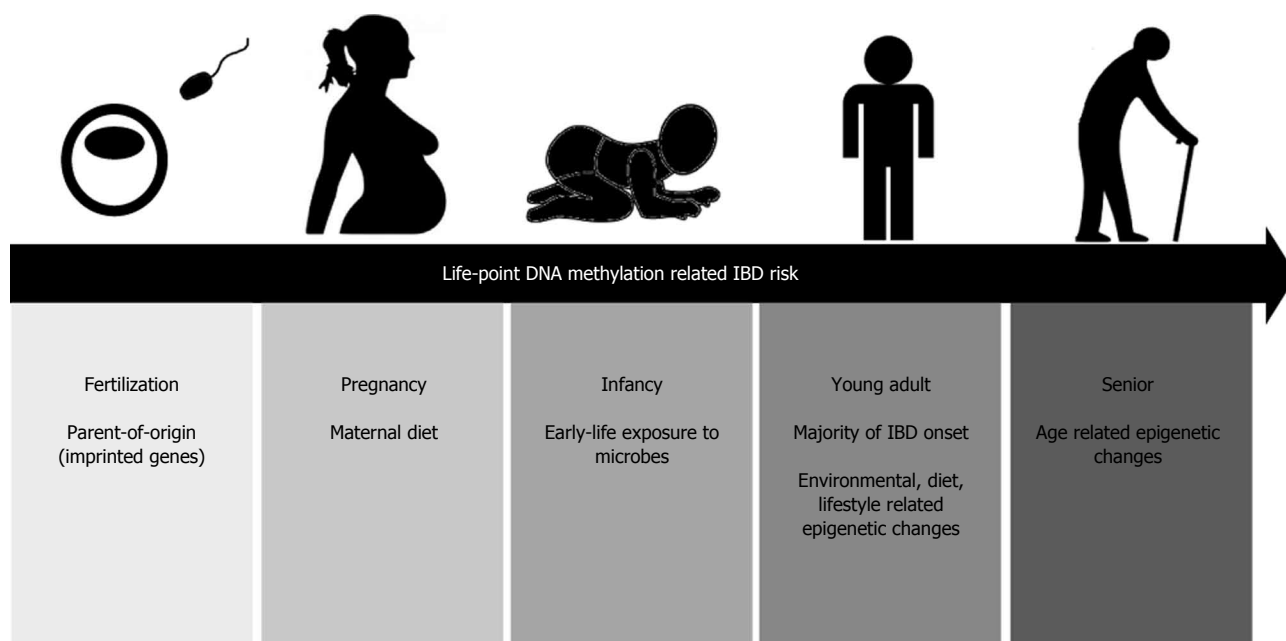 Life-point DNA methylation related IBD risk
Fertilization
Parent-of-origin
(imprinted genes)
Pregnancy
Maternal diet
Infancy
Early-life exposure to
microbes
Young adult
Majority of IBD onset
Environmental, diet,
lifestyle related
epigenetic changes
Senior
Age related epigenetic
changes